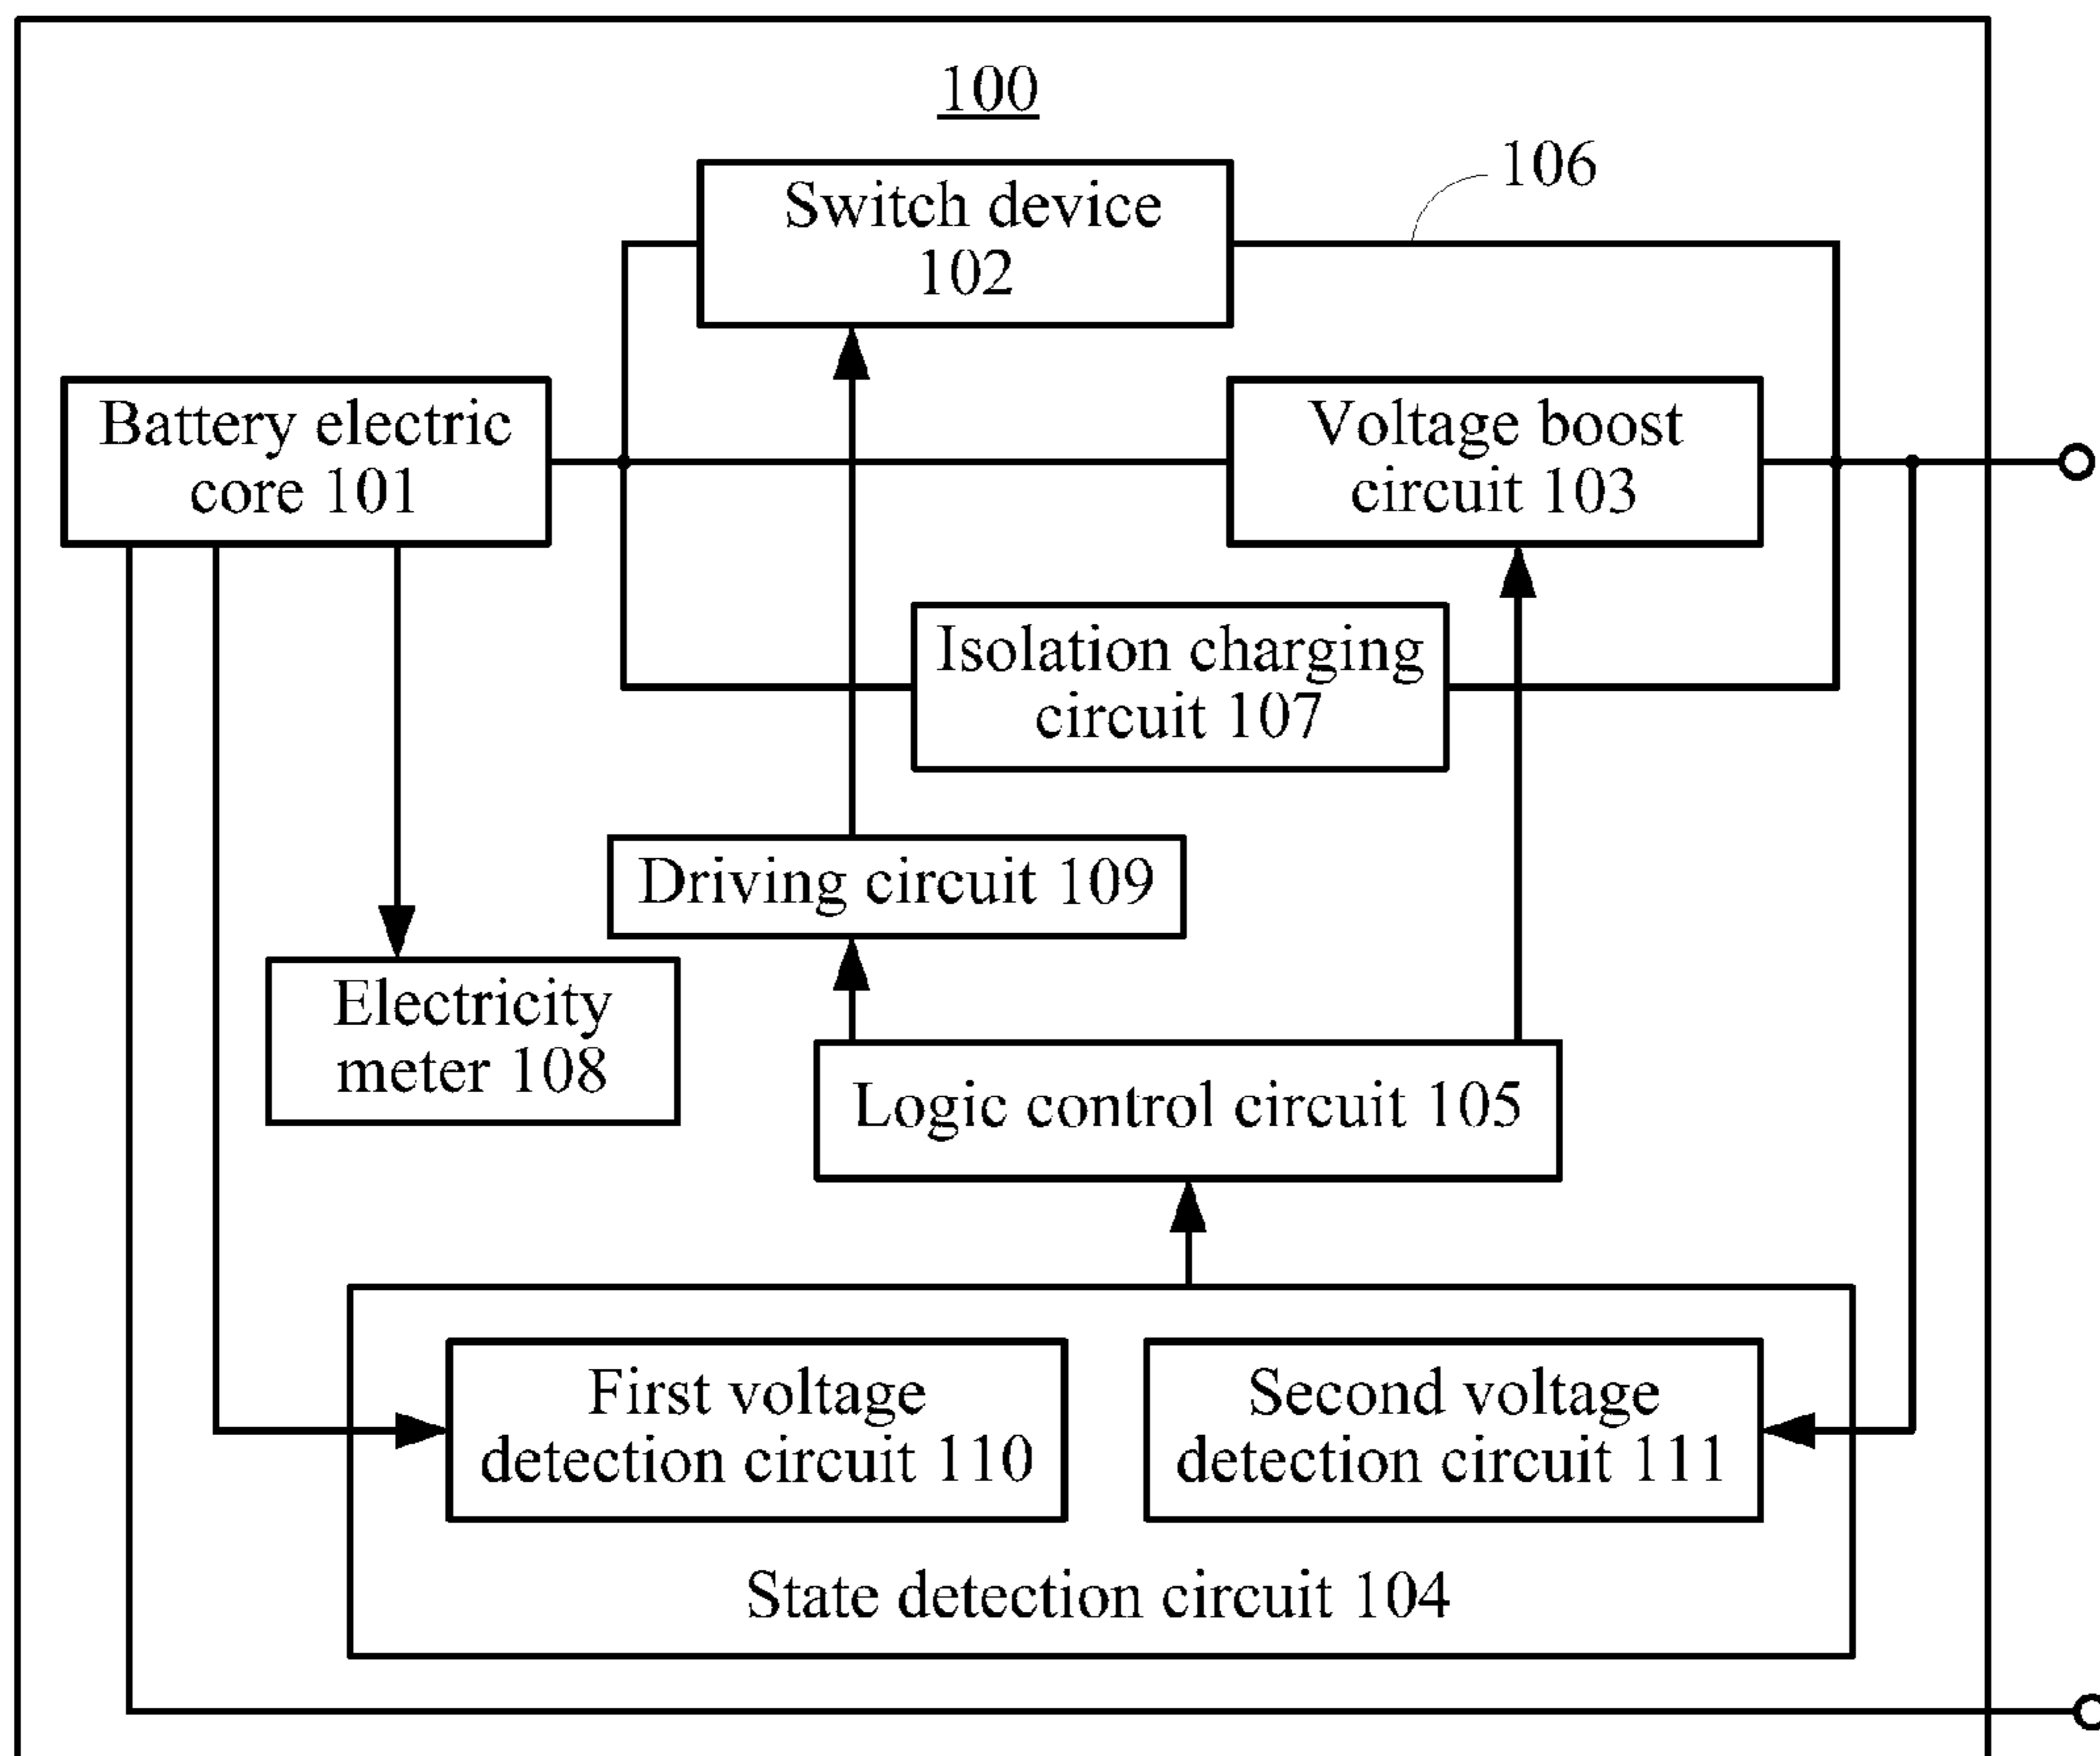 100
106
Switch device
102
Battery electric
core 101
Voltage boost
circuit 103
Isolation charging
circuit 107
Driving circuit 109
Electricity
meter 108
Logic control circuit 105
First voltage
detection circuit 110
Second voltage
detection circuit 111
State detection circuit 104